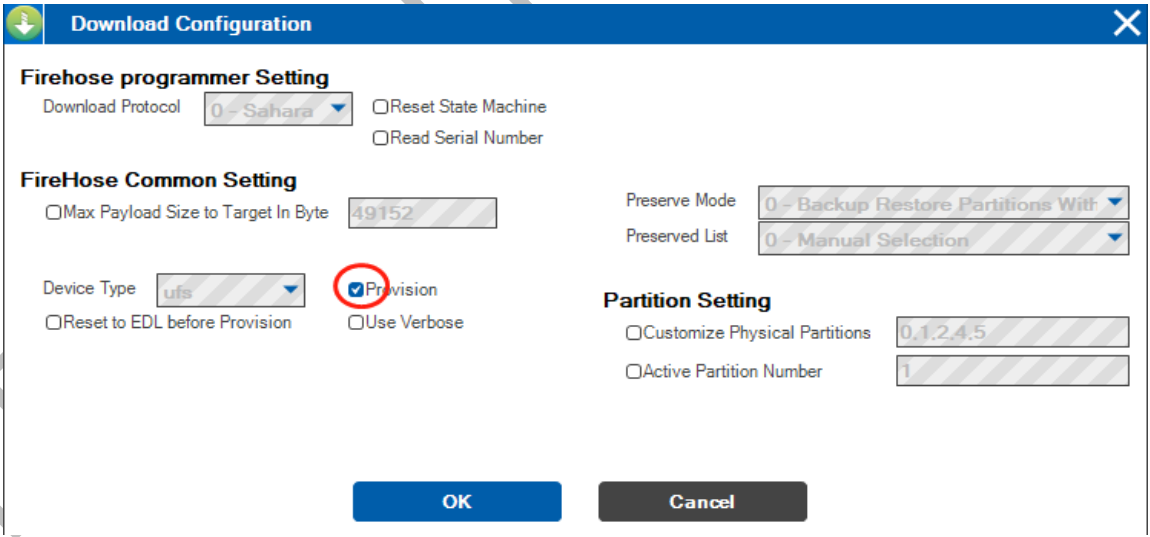 Download Configuration
Firehose programmer Setting
Download Protocol 0 - Sahara Reset State Machine
Read Serial Number
FireHose Common Setting
Max Payload Size to Target In Byte 49152
Preserve Mode 0 - Backup Restore Partitions With
Preserved List 0 - Manual Selection
Device Type ufs Provision
Reset to EDL before Provision Use Verbose
Partition Setting
Customize Physical Partitions 0,1,2,4,5
Active Partition Number 1
OK Cancel